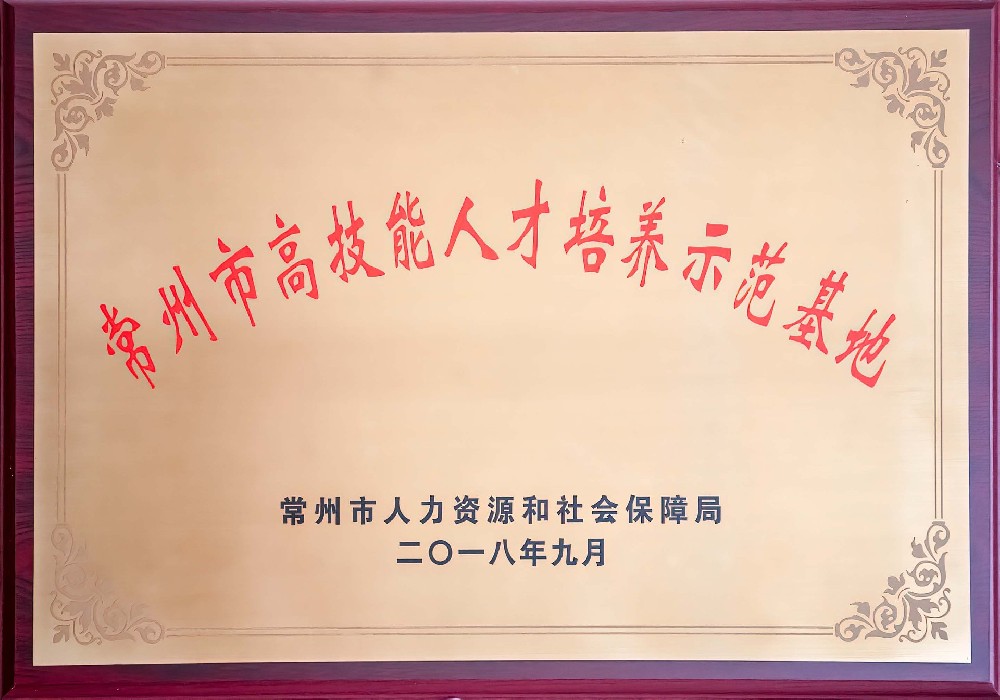 常州市高技能人才培养示范基地
常州市人力资源和社会保障局
二〇一八年九月